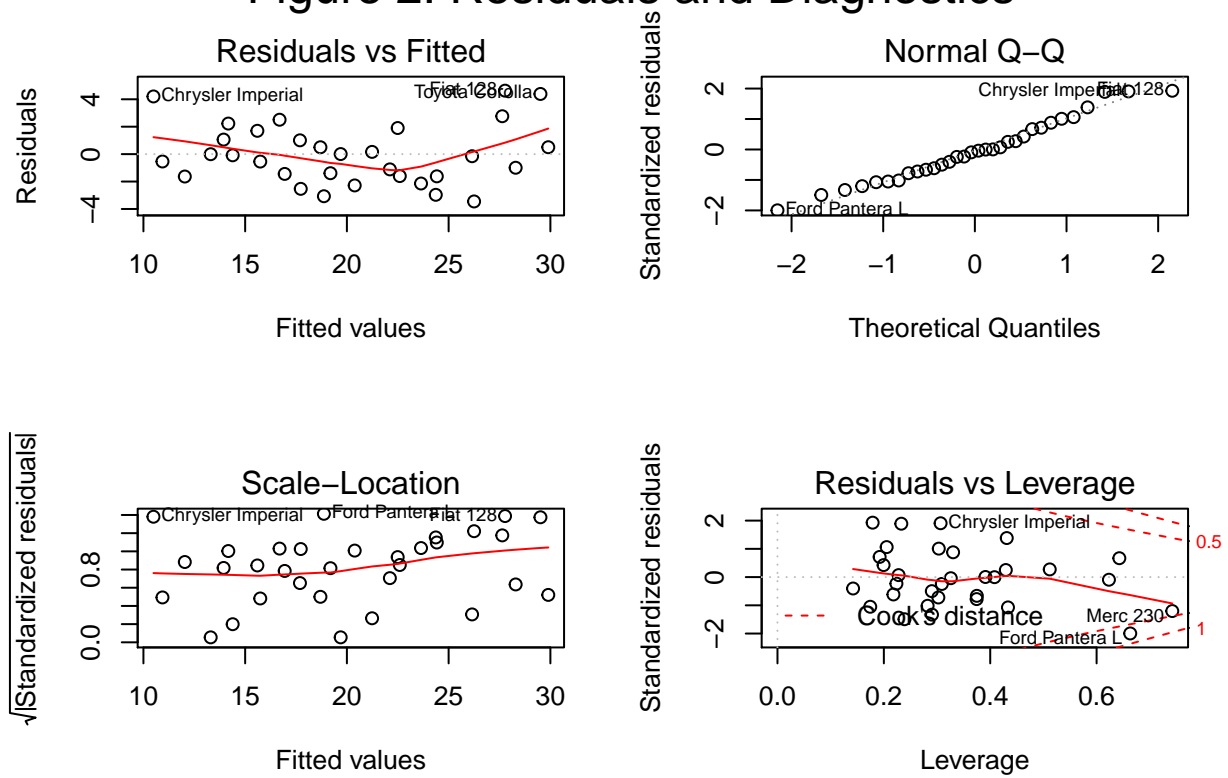 Figure 2. Residuals and Diagnostics
Residuals vs Fitted
Residuals
4
0
−4
Chrysler Imperial
Fiat 128
Toyota Corolla
10 15 20 25 30
Fitted values
Normal Q−Q
Standardized residuals
2
0
−2
Chrysler Imperial
Fiat 128
Ford Pantera L
−2 −1 0 1 2
Theoretical Quantiles
Scale−Location
√|Standardized residuals|
0.8
0.0
Chrysler Imperial
Ford Pantera L
Fiat 128
10 15 20 25 30
Fitted values
Residuals vs Leverage
Standardized residuals
2
0
−2
Chrysler Imperial
0.5
Cook's distance
Merc 230
1
Ford Pantera L
0.0 0.2 0.4 0.6
Leverage